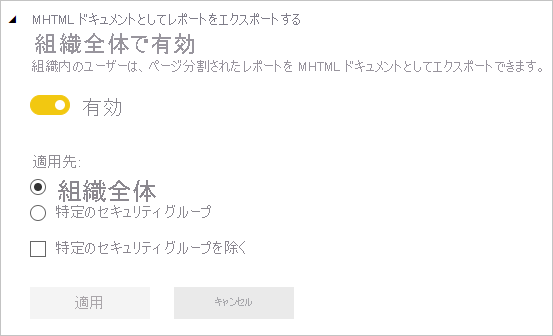 MHTML ドキュメントとしてレポートをエクスポートする
組織全体で有効
組織内のユーザーは、ページ分割されたレポートを MHTML ドキュメントとしてエクスポートできます。
有効
適用先:
組織全体
特定のセキュリティグループ
特定のセキュリティグループを除く
適用
キャンセル